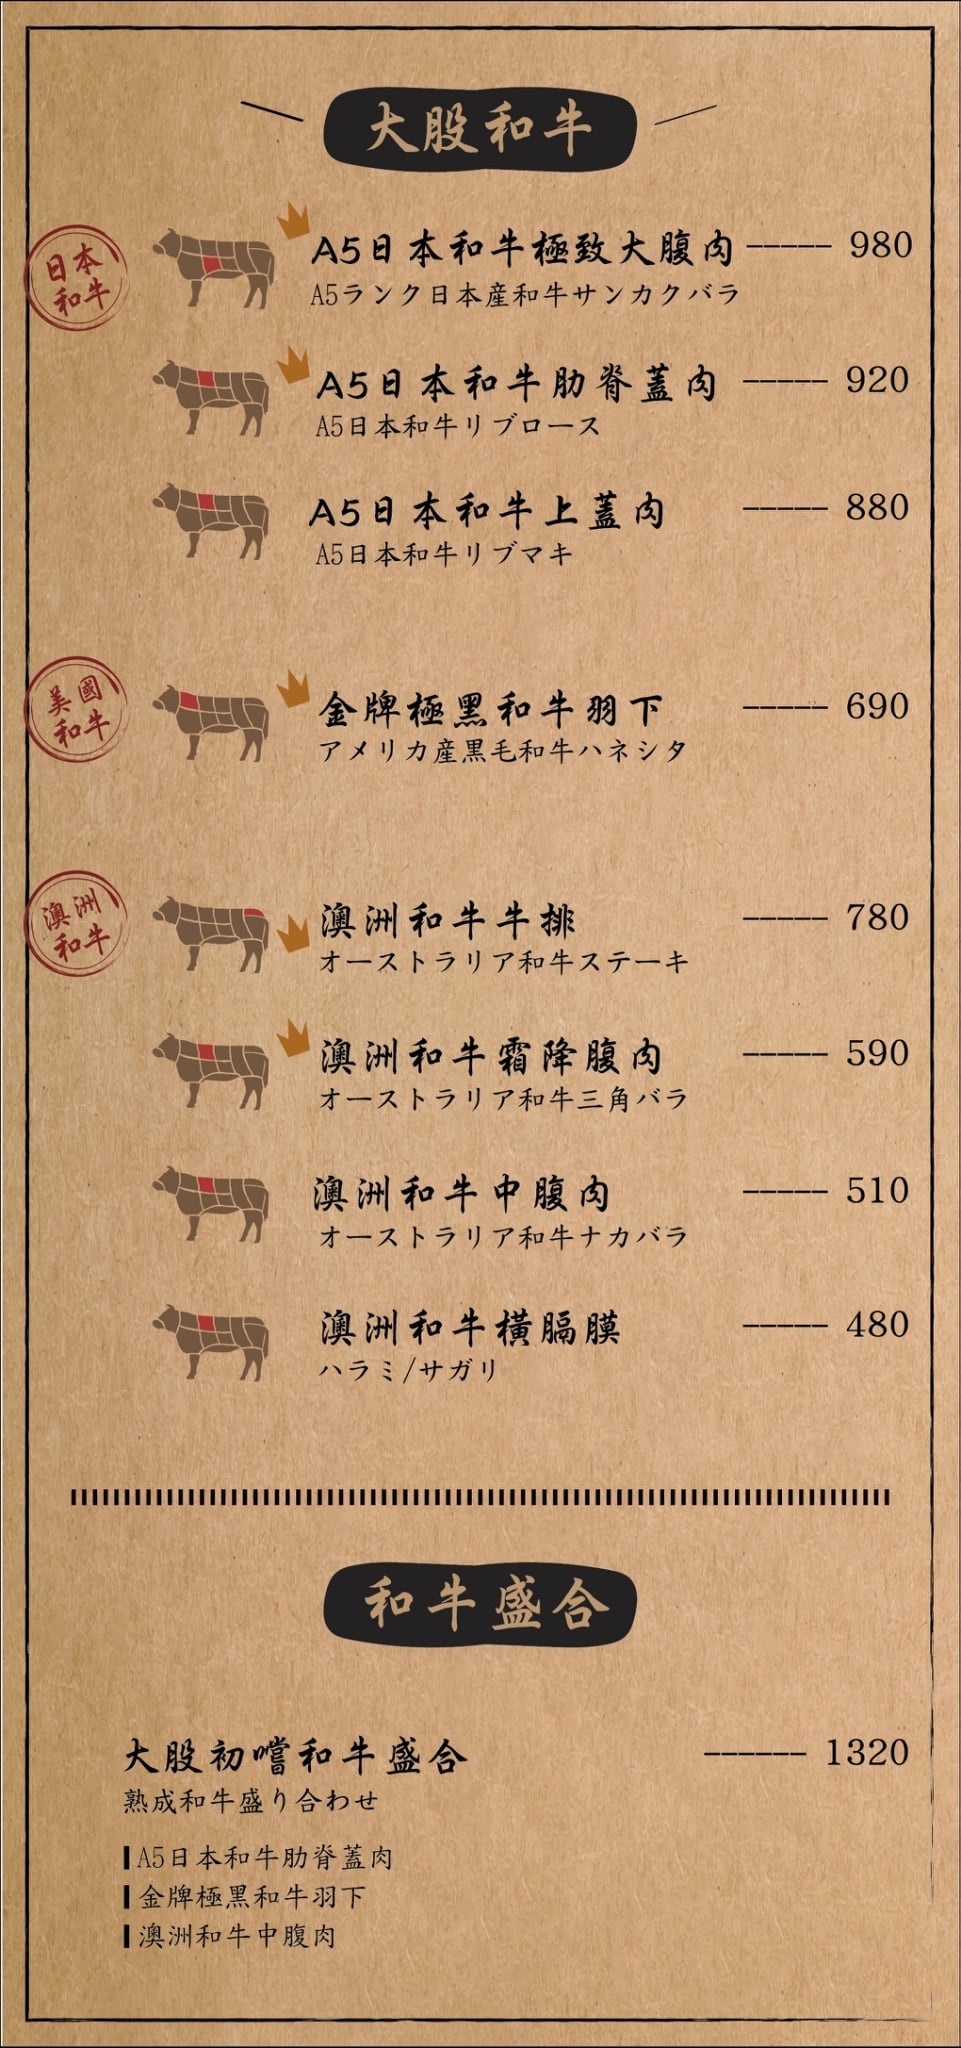 大股和牛
日本
和牛
A5日本和牛極致大腹肉 ----- 980
A5ランク日本産和牛サンカクバラ
A5日本和牛肋脊蓋肉 ----- 920
A5日本和牛リブロース
A5日本和牛上蓋肉 ----- 880
A5日本和牛リブマキ
美國
和牛
金牌極黑和牛羽下 ----- 690
アメリカ産黒毛和牛ハネシタ
澳洲
和牛
澳洲和牛牛排 ----- 780
オーストラリア和牛ステーキ
澳洲和牛霜降腹肉 ----- 590
オーストラリア和牛三角バラ
澳洲和牛中腹肉 ----- 510
オーストラリア和牛ナカバラ
澳洲和牛橫膈膜 ----- 480
ハラミ/サガリ
和牛盛合
大股初嚐和牛盛合 ------ 1320
熟成和牛盛り合わせ
A5日本和牛肋脊蓋肉
金牌極黑和牛羽下
澳洲和牛中腹肉